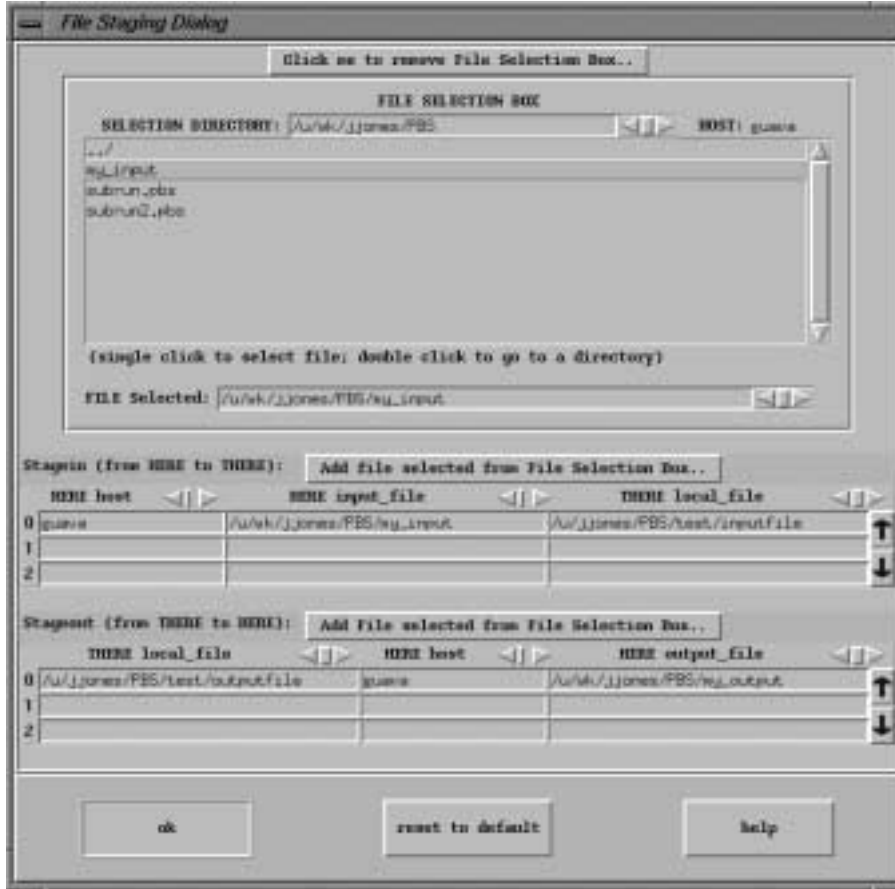 File Staging Dialog
Click me to remove File Selection Box..
FILE SELECTION BOX
SELECTION DIRECTORY: /u/wk/jjones/PBS HOST: guava
../
my_input
subrun.pbs
subrun2.pbs
(single click to select file; double click to go to a directory)
FILE Selected: /u/wk/jjones/PBS/my_input
Stagein (from HERE to THERE): Add file selected from File Selection Box..
HERE host HERE input_file THERE local_file
0 guava /u/wk/jjones/PBS/my_input /u/jjones/PBS/test/inputfile
1
2
Stageout (from THERE to HERE): Add File selected from File Selection Box..
THERE local_file HERE host HERE output_file
0 /u/jjones/PBS/test/outputfile guava /u/wk/jjones/PBS/my_output
1
2
ok reset to default help